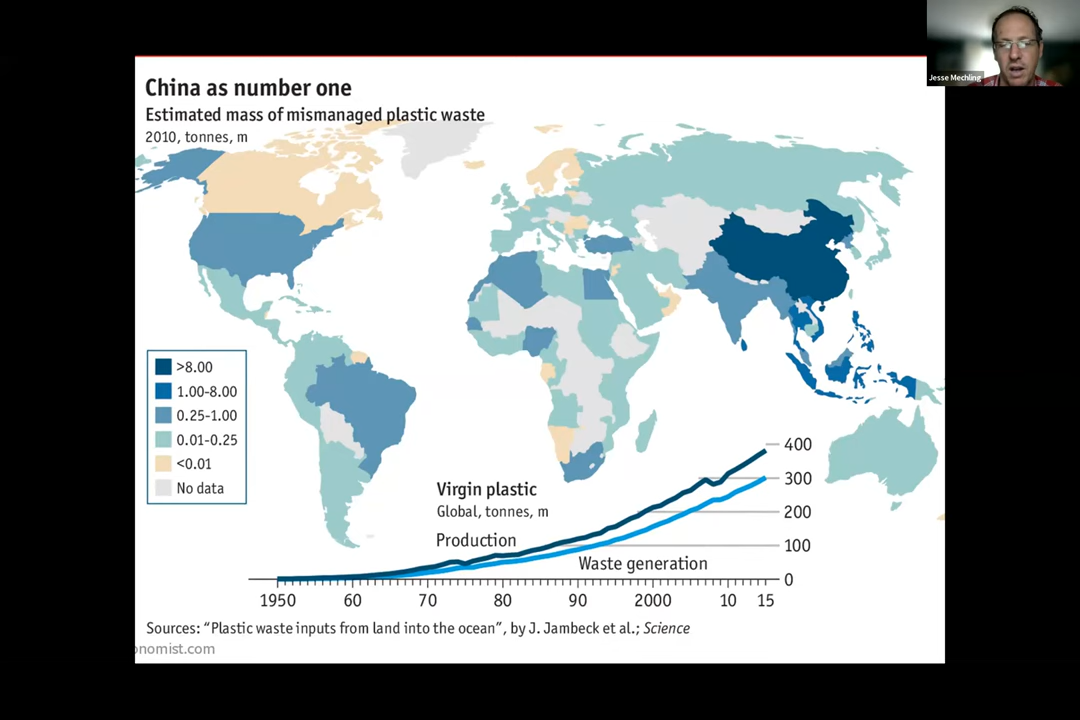 Jesse Mechling
China as number one
Estimated mass of mismanaged plastic waste
2010, tonnes, m
>8.00
1.00-8.00
0.25-1.00
0.01-0.25
<0.01
No data
Virgin plastic
Global, tonnes, m
Production
Waste generation
400
300
200
100
0
1950 60 70 80 90 2000 10 15
Sources: “Plastic waste inputs from land into the ocean”, by J. Jambeck et al.; Science
onomist.com